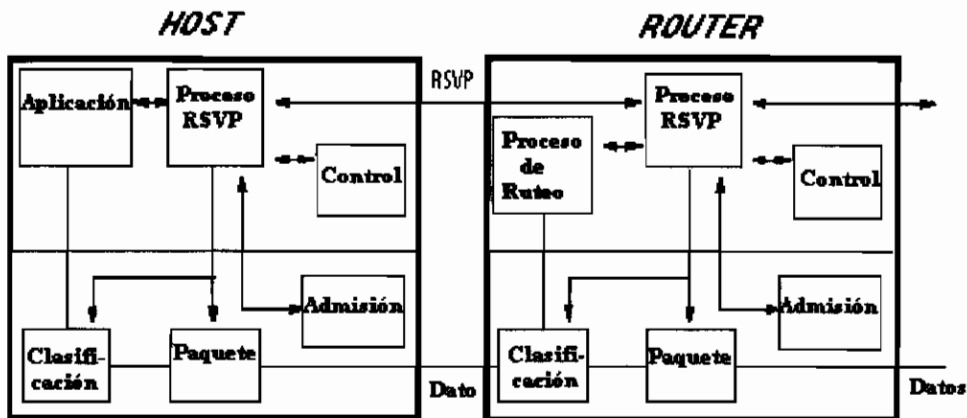 HOST
ROUTER
Aplicación
Proceso
RSVP
Control
Clasifi-
cación
Paquete
Admisión
RSVP
Dato
Proceso
de
Ruteo
Proceso
RSVP
Control
Clasifi-
cación
Paquete
Admisión
Datos